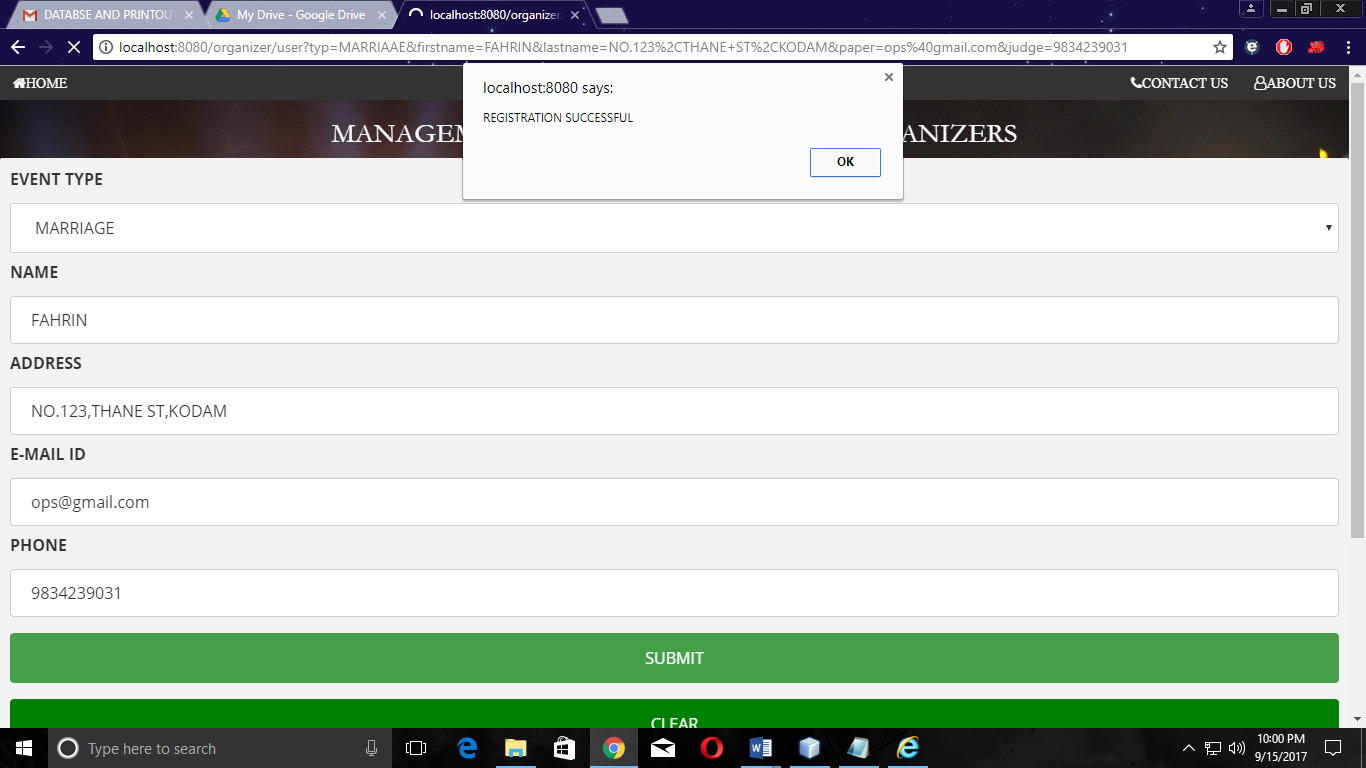 DATABSE AND PRINTOUT
My Drive - Google Drive
localhost:8080/organizer
localhost:8080/organizer/user?typ=MARRIAAE&firstname=FAHRIN&lastname=NO.123%2CTHANE+ST%2CKODAM&paper=ops%40gmail.com&judge=9834239031
HOME
CONTACT US
ABOUT US
localhost:8080 says:
REGISTRATION SUCCESSFUL
OK
MANAGEM
ANIZERS
EVENT TYPE
MARRIAGE
NAME
FAHRIN
ADDRESS
NO.123,THANE ST,KODAM
E-MAIL ID
ops@gmail.com
PHONE
9834239031
SUBMIT
CLEAR
Type here to search
10:00 PM
9/15/2017